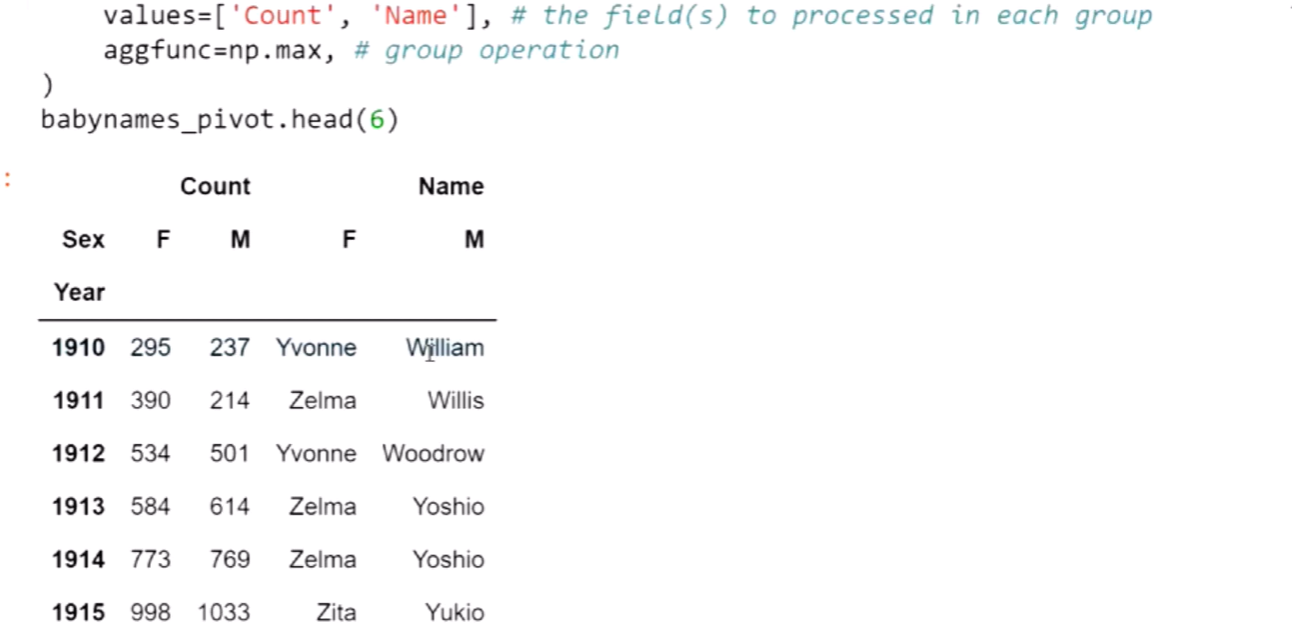 values=['Count', 'Name'], # the field(s) to processed in each group
aggfunc=np.max, # group operation
)
babynames_pivot.head(6)
:
Count Name
Sex F M F M
Year
1910 295 237 Yvonne William
1911 390 214 Zelma Willis
1912 534 501 Yvonne Woodrow
1913 584 614 Zelma Yoshio
1914 773 769 Zelma Yoshio
1915 998 1033 Zita Yukio